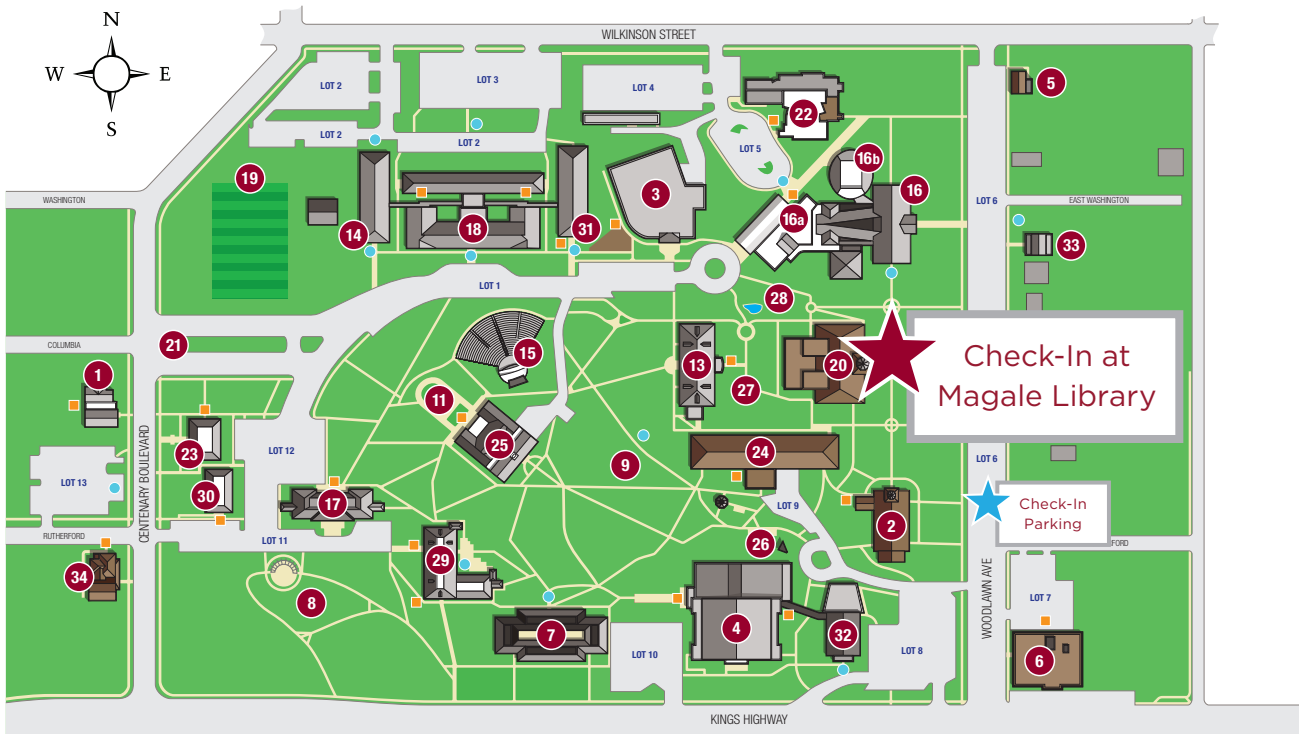 N
W E
S
WILKINSON STREET
LOT 2
LOT 3
LOT 4
5
22
LOT 2
LOT 2
LOT 5
16b
19
3
16
WASHINGTON
LOT 6
EAST WASHINGTON
14
18
31
16a
33
LOT 1
28
21
COLUMBIA
15
13
20
Check-In at
Magale Library
1
11
27
CENTENARY BOULEVARD
23
LOT 12
25
24
9
LOT 6
LOT 13
30
17
LOT 9
2
Check-In
Parking
RUTHERFORD
LOT 11
26
FORD
34
29
8
7
4
32
WOODLAWN AVE
LOT 7
LOT 10
LOT 8
6
KINGS HIGHWAY